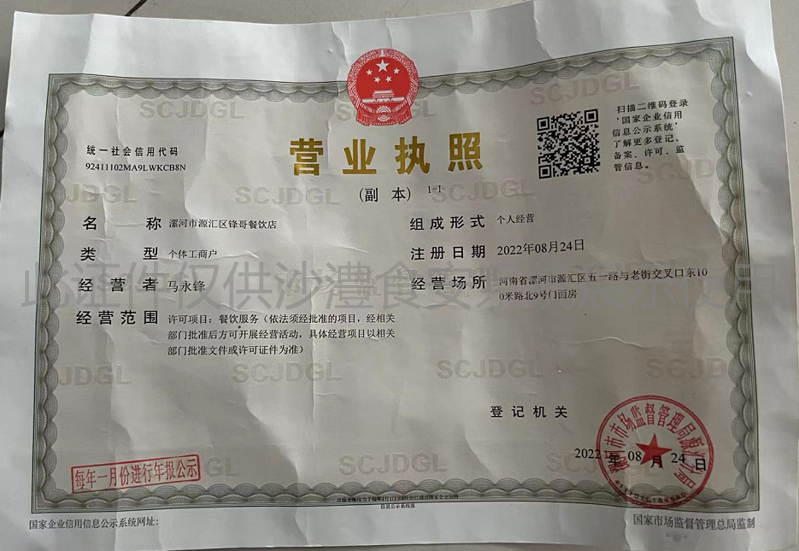 统一社会信用代码
92411102MA9LWKCB8N
营业执照
(副 本) 1-1
扫描二维码登录
'国家企业信用
信息公示系统'
了解更多登记、
备案、许可、监
管信息。
名 称 漯河市源汇区锋哥餐饮店
类 型 个体工商户
经营者 马永锋
经营范围 许可项目：餐饮服务（依法须经批准的项目，经相关
部门批准后方可开展经营活动，具体经营项目以相关
部门批准文件或许可证件为准）
组成形式 个人经营
注册日期 2022年08月24日
经营场所 河南省漯河市源汇区五一路与老街交叉口东10
0米路北9号门面房
此证件仅供沙澧食安
SCJDGL
登记机关
2022年 08月 24日
每年一月份进行年报公示
国家企业信用信息公示系统网址：
国家市场监督管理总局监制